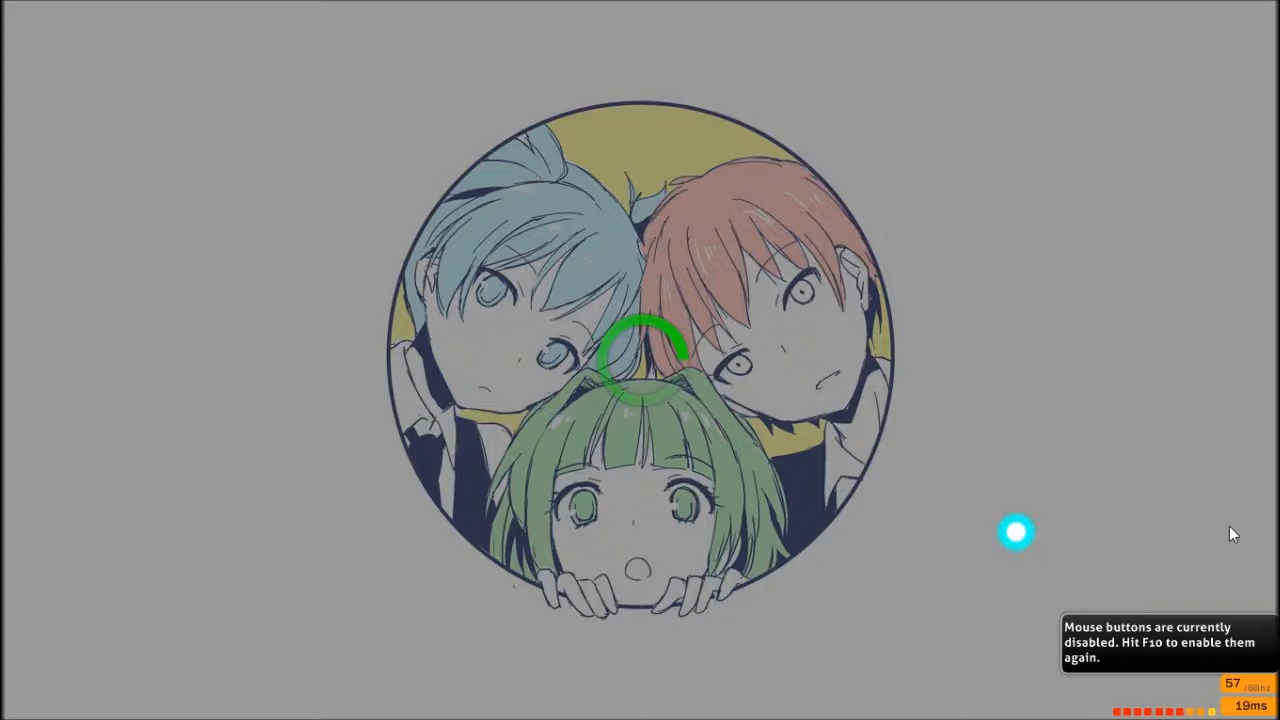 Mouse buttons are currently
disabled. Hit F10 to enable them
again.
57 /60hz
19ms